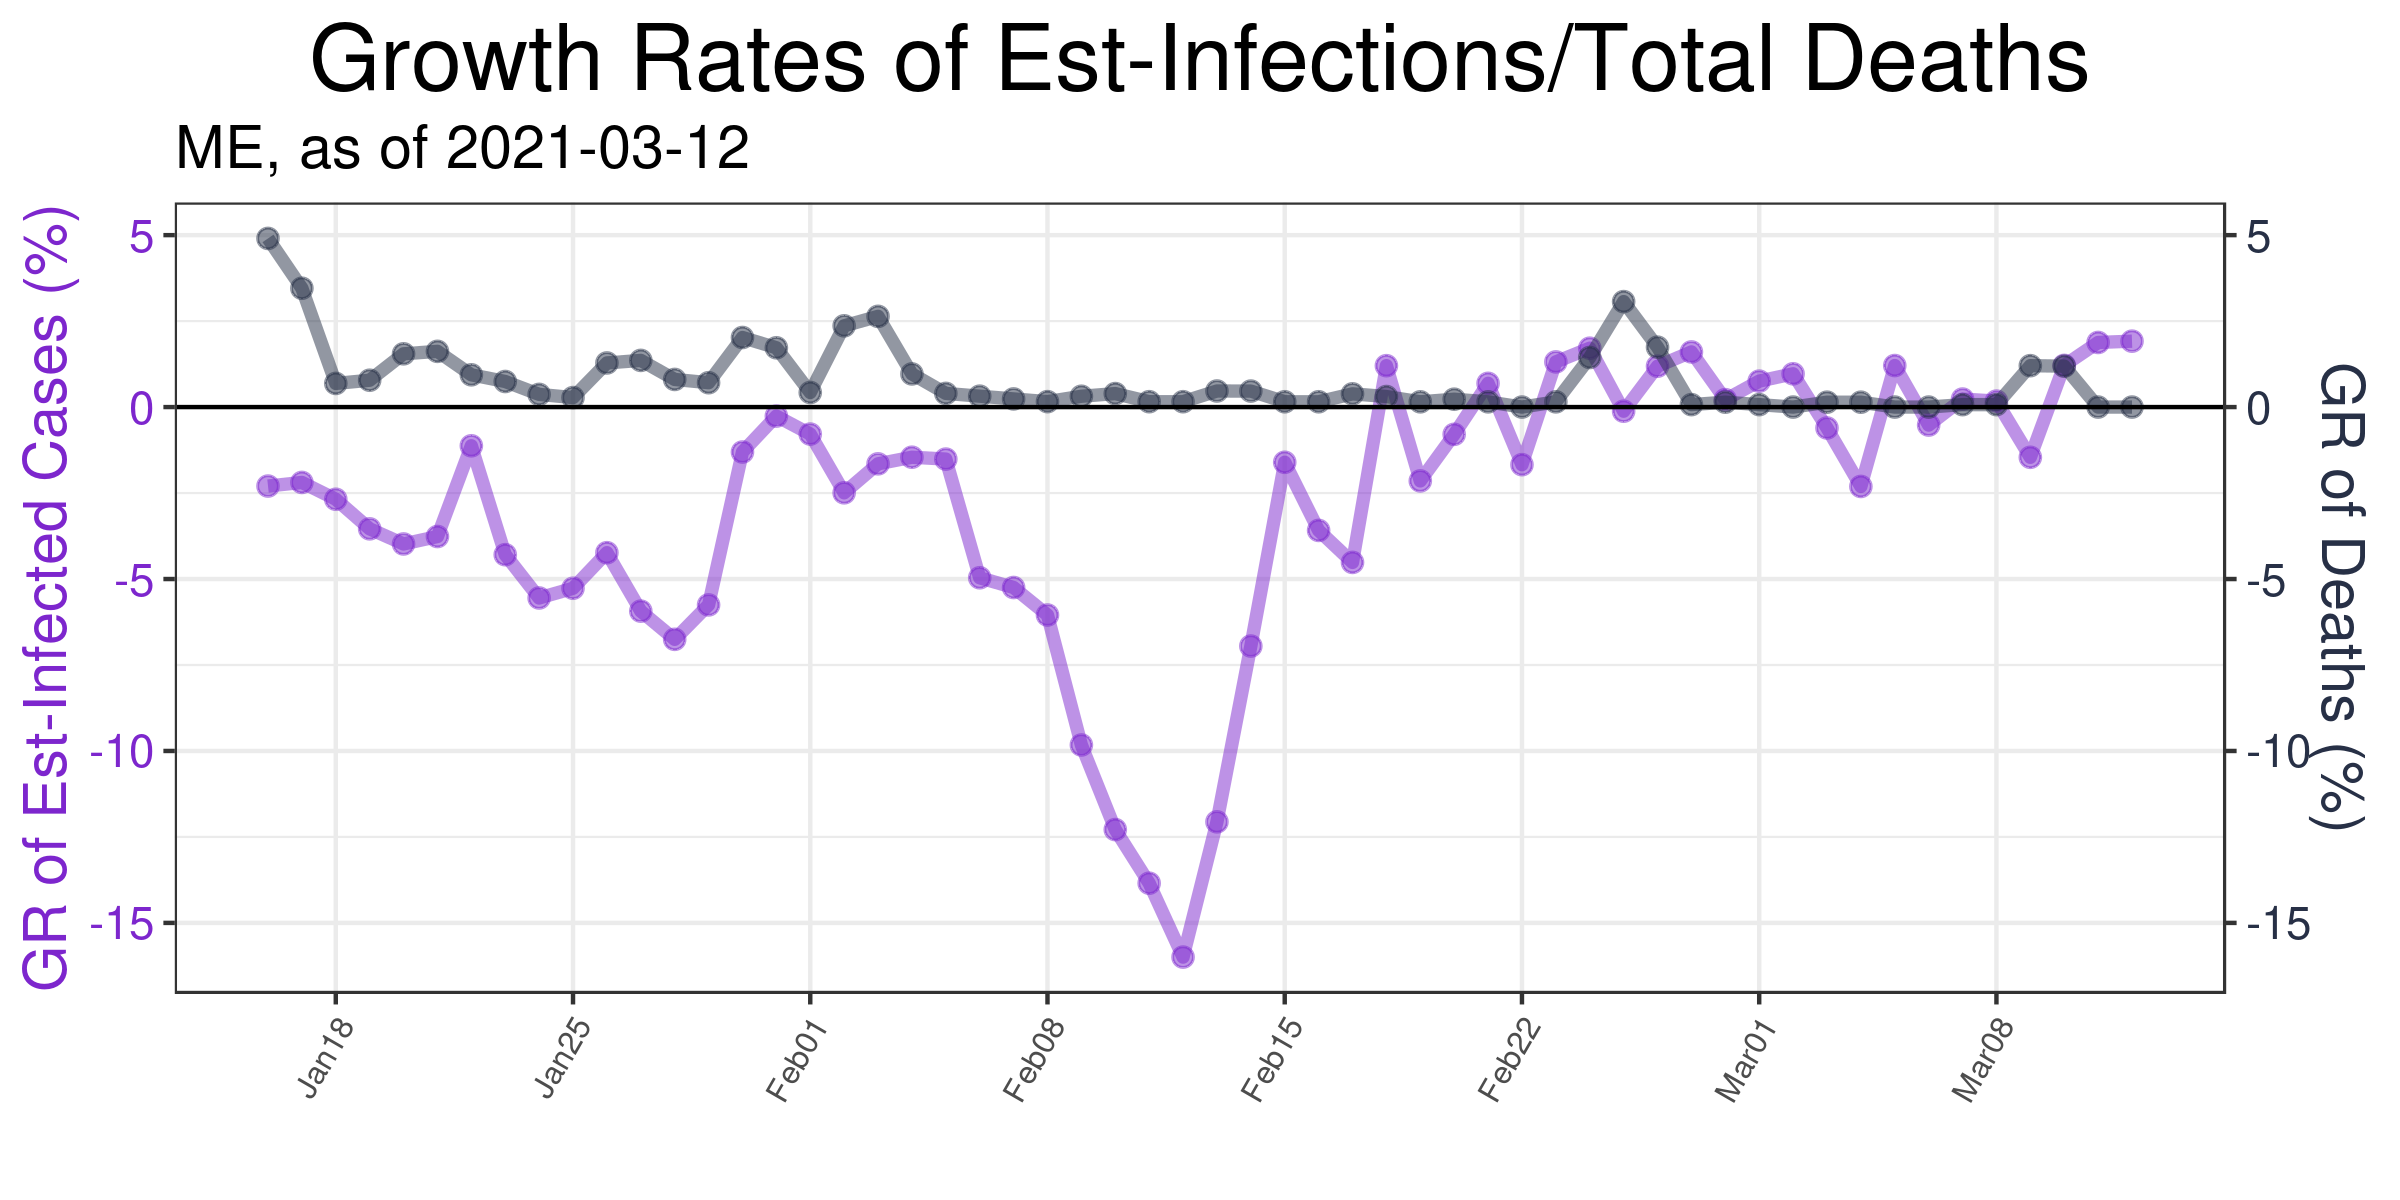 Growth Rates of Est-Infections/Total Deaths
ME, as of 2021-03-12
GR of Est-Infected Cases (%)
5
0
-5
-10
-15
5
0
-5
-10
-15
GR of Deaths (%)
Jan18
Jan25
Feb01
Feb08
Feb15
Feb22
Mar01
Mar08